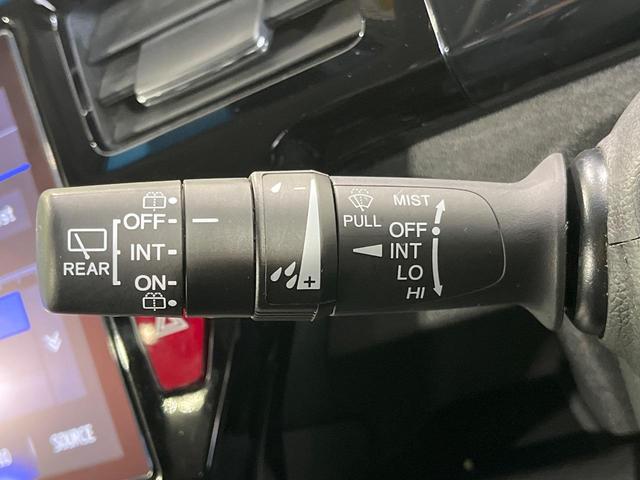 REAR
OFF
INT
ON
− +
PULL
MIST
OFF
INT
LO
HI
SOURCE